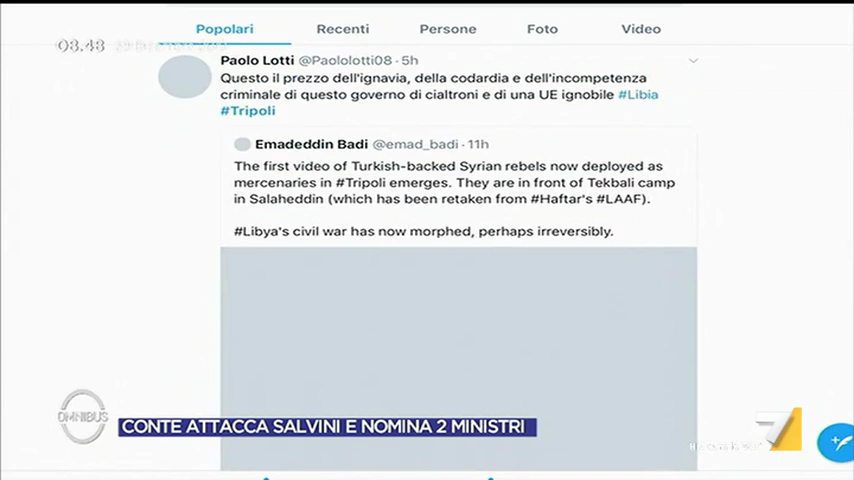 Popolari Recenti Persone Foto Video
08.48
Paolo Lotti @Paololotti08 · 5h
Questo il prezzo dell'ignavia, della codardia e dell'incompetenza
criminale di questo governo di cialtroni e di una UE ignobile #Libia
#Tripoli
Emadeddin Badi @emad_badi · 11h
The first video of Turkish-backed Syrian rebels now deployed as
mercenaries in #Tripoli emerges. They are in front of Tekbali camp
in Salaheddin (which has been retaken from #Haftar's #LAAF).
#Libya's civil war has now morphed, perhaps irreversibly.
OMNIBUS
CONTE ATTACCA SALVINI E NOMINA 2 MINISTRI
7